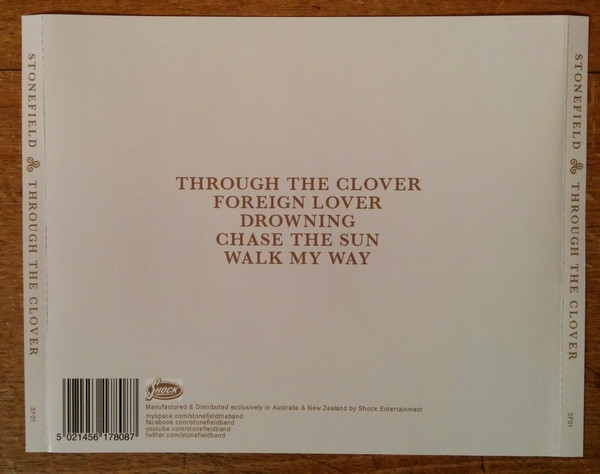 STONEFIELD THROUGH THE CLOVER
SF01
THROUGH THE CLOVER
FOREIGN LOVER
DROWNING
CHASE THE SUN
WALK MY WAY
SHOCK
Manufactured & Distributed exclusively in Australia & New Zealand by Shock Entertainment
myspace.com/stonefieldtheband
facebook.com/stonefieldband
youtube.com/stonefieldband
twitter.com/stonefieldband
5 021456 178087
STONEFIELD THROUGH THE CLOVER
SF01